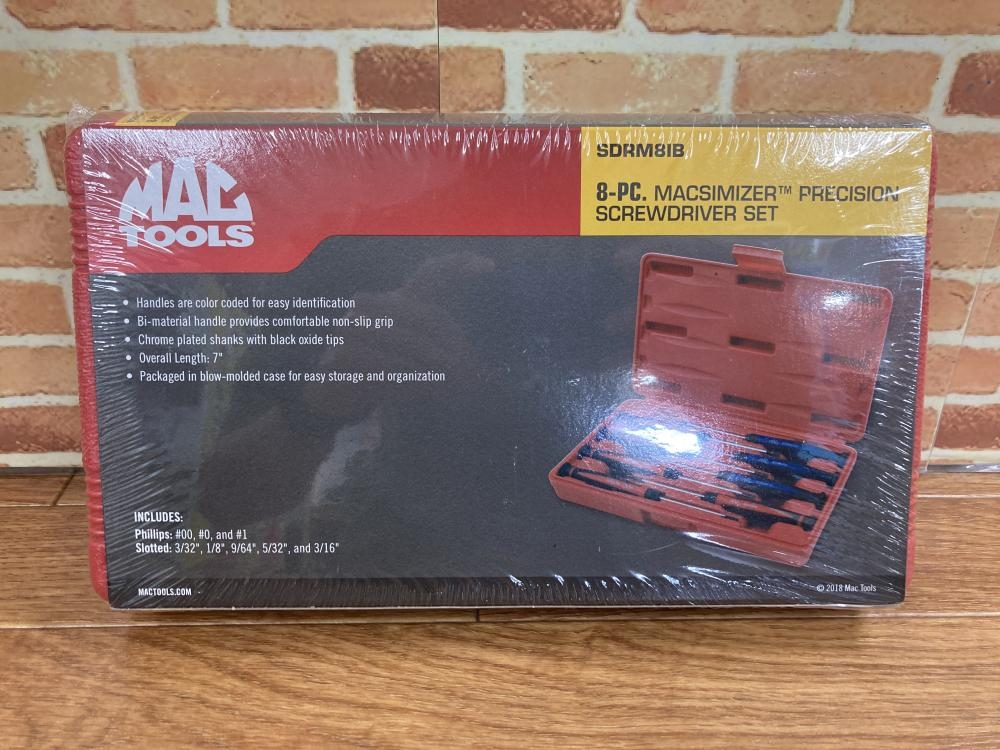 MAC
TOOLS
SDRM8IB
8-PC. MACSIMIZER™ PRECISION
SCREWDRIVER SET
• Handles are color coded for easy identification
• Bi-material handle provides comfortable non-slip grip
• Chrome plated shanks with black oxide tips
• Overall Length: 7"
• Packaged in blow-molded case for easy storage and organization
INCLUDES:
Phillips: #00, #0, and #1
Slotted: 3/32", 1/8", 9/64", 5/32", and 3/16"
MACTOOLS.COM
© 2018 Mac Tools